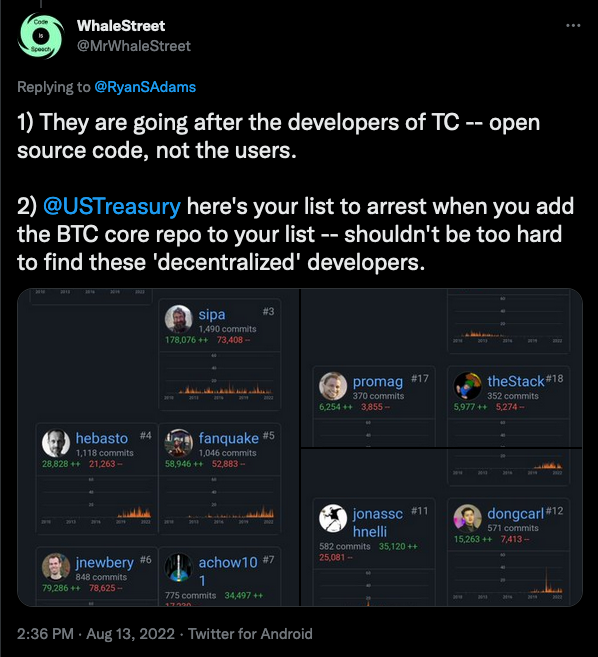 Code
is
Speech
WhaleStreet
@MrWhaleStreet
Replying to @RyanSAdams
1) They are going after the developers of TC -- open
source code, not the users.
2) @USTreasury here's your list to arrest when you add
the BTC core repo to your list -- shouldn't be too hard
to find these 'decentralized' developers.
sipa #3
1,490 commits
178,076 ++ 73,408 --
hebasto #4
1,118 commits
28,828 ++ 21,263 --
fanquake #5
1,046 commits
58,946 ++ 52,883 --
jnewbery #6
848 commits
79,286 ++ 78,625 --
achow10 #7
1
775 commits 34,497 ++
promag #17
370 commits
6,254 ++ 3,855 --
theStack #18
352 commits
5,977 ++ 5,274 --
jonassc #11
hnelli
582 commits 35,120 ++
25,081 --
dongcarl #12
571 commits
15,263 ++ 7,413 --
2:36 PM · Aug 13, 2022 · Twitter for Android